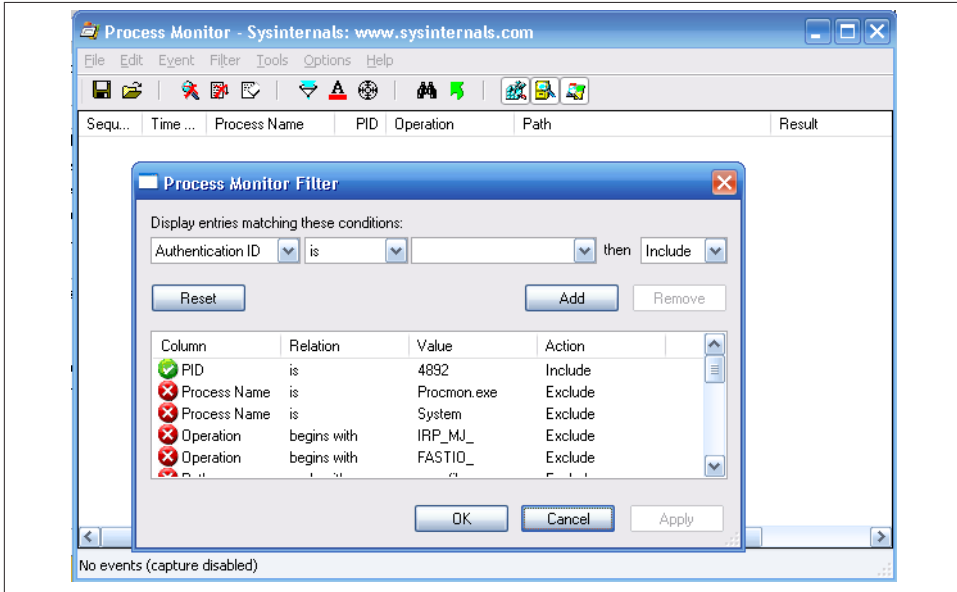 Process Monitor - Sysinternals: www.sysinternals.com
File Edit Event Filter Tools Options Help
Sequ... Time ... Process Name PID Operation Path Result
Process Monitor Filter
Display entries matching these conditions:
Authentication ID is then Include
Reset Add Remove
Column Relation Value Action
PID is 4892 Include
Process Name is Procmon.exe Exclude
Process Name is System Exclude
Operation begins with IRP_MJ_ Exclude
Operation begins with FASTIO_ Exclude
OK Cancel Apply
No events (capture disabled)